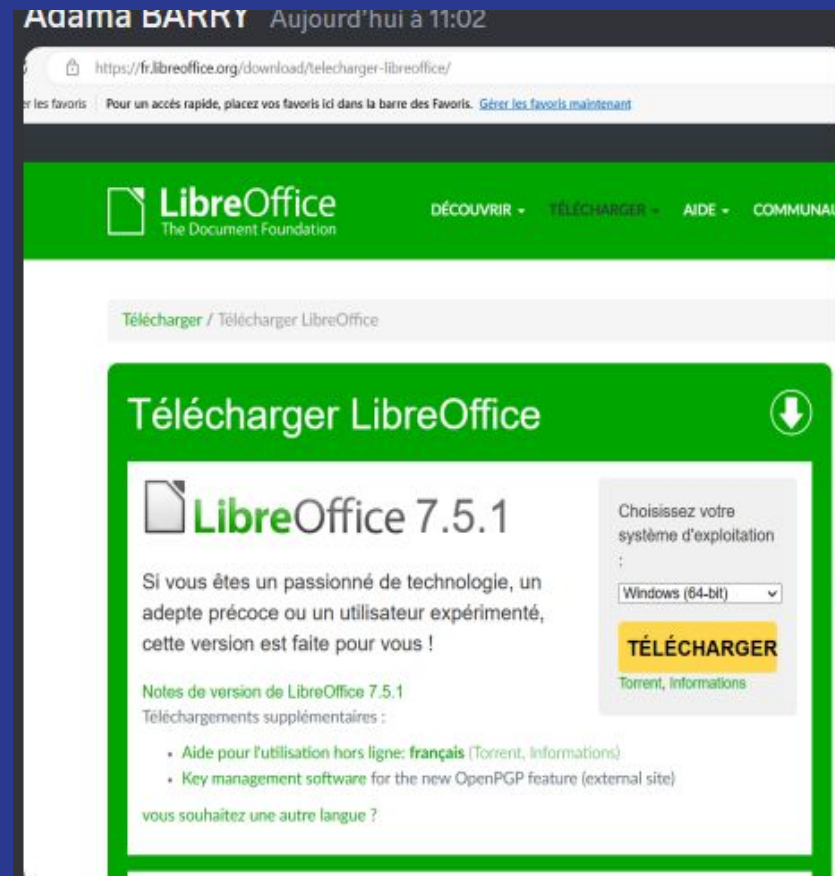 Adama BARRY Aujourd'hui à 11:02
https://fr.libreoffice.org/download/telecharger-libreoffice/
er les favoris Pour un accès rapide, placez vos favoris ici dans la barre des Favoris. Gérer les favoris maintenant
LibreOffice
The Document Foundation
DÉCOUVRIR TÉLÉCHARGER AIDE COMMUNAU
Télécharger / Télécharger LibreOffice
Télécharger LibreOffice
LibreOffice 7.5.1
Si vous êtes un passionné de technologie, un
adepte précoce ou un utilisateur expérimenté,
cette version est faite pour vous !
Notes de version de LibreOffice 7.5.1
Téléchargements supplémentaires :
• Aide pour l'utilisation hors ligne: français (Torrent, Informations)
• Key management software for the new OpenPGP feature (external site)
vous souhaitez une autre langue ?
Choisissez votre
système d'exploitation
:
Windows (64-bit)
TÉLÉCHARGER
Torrent, Informations